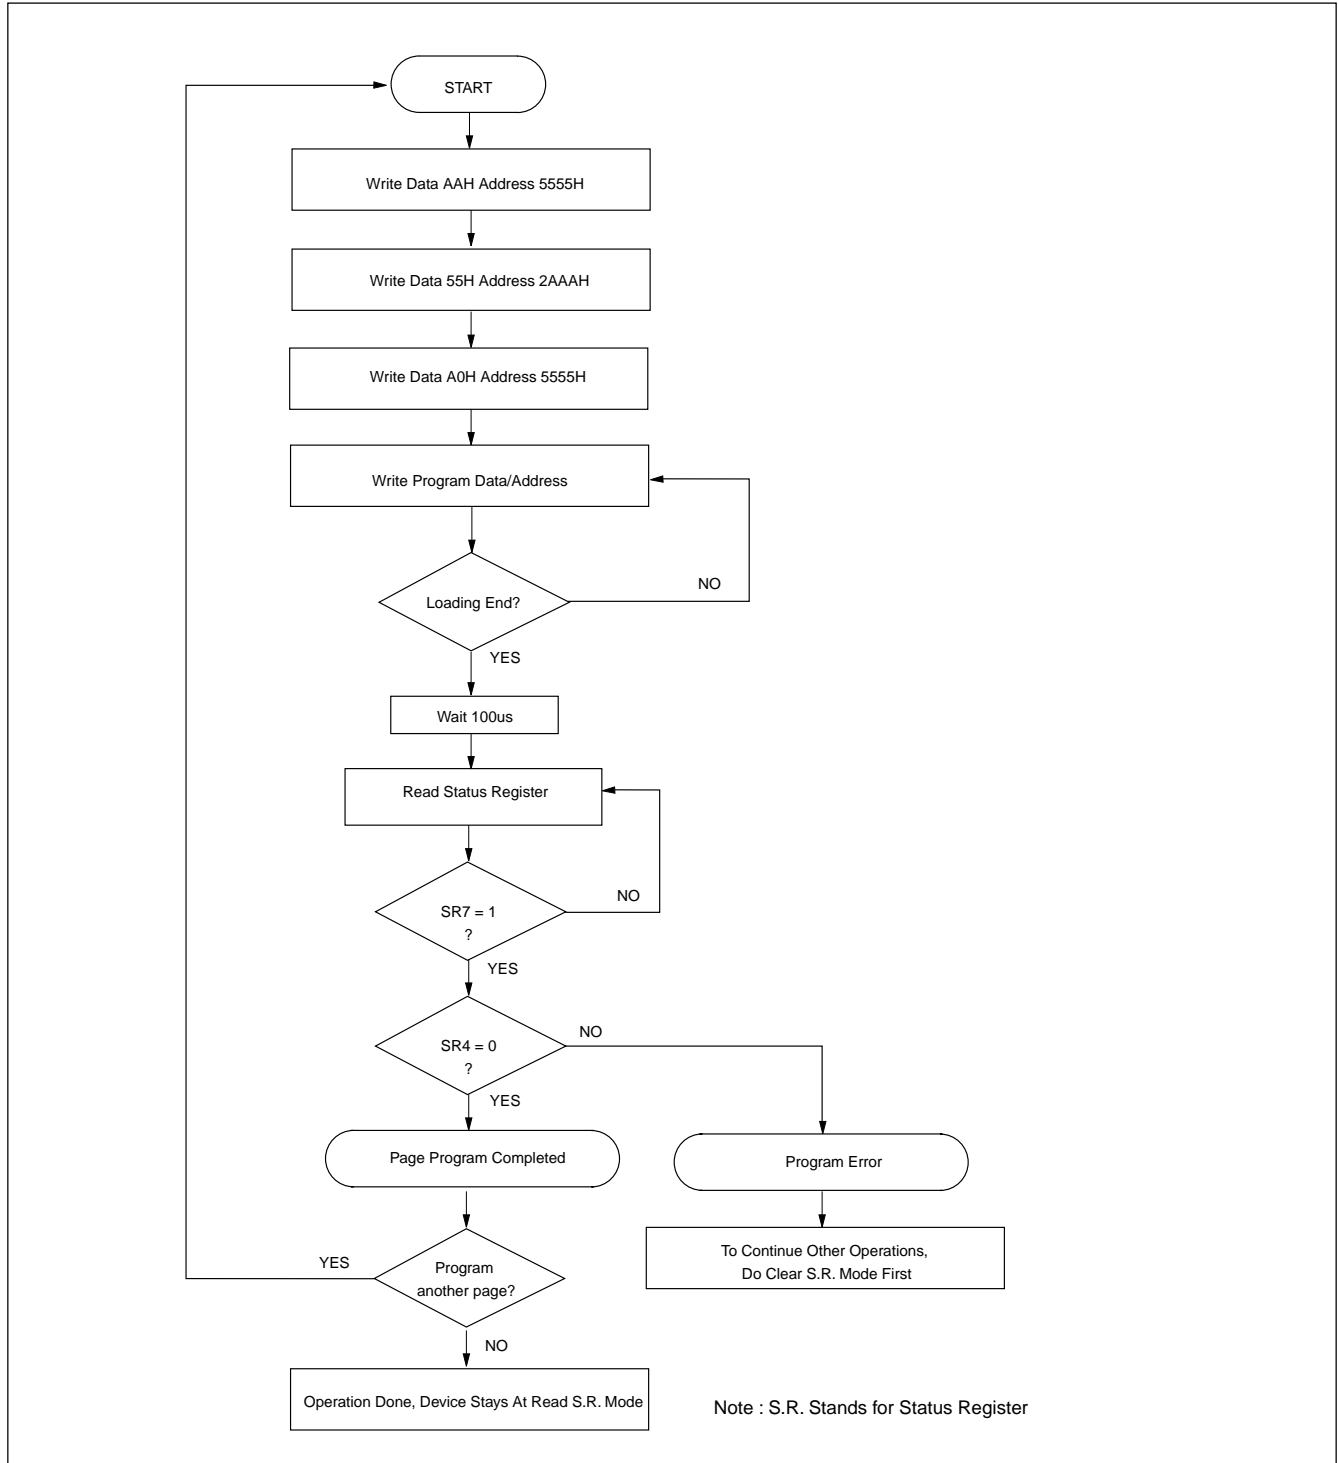 START
Write Data AAH Address 5555H
Write Data 55H Address 2AAAH
Write Data A0H Address 5555H
Write Program Data/Address
NO
Loading End?
YES
Wait 100us
Read Status Register
NO
SR7 = 1
?
YES
NO
SR4 = 0
?
YES
Page Program Completed
Program Error
To Continue Other Operations,
Do Clear S.R. Mode First
YES
Program
another page?
NO
Operation Done, Device Stays At Read S.R. Mode
Note : S.R. Stands for Status Register